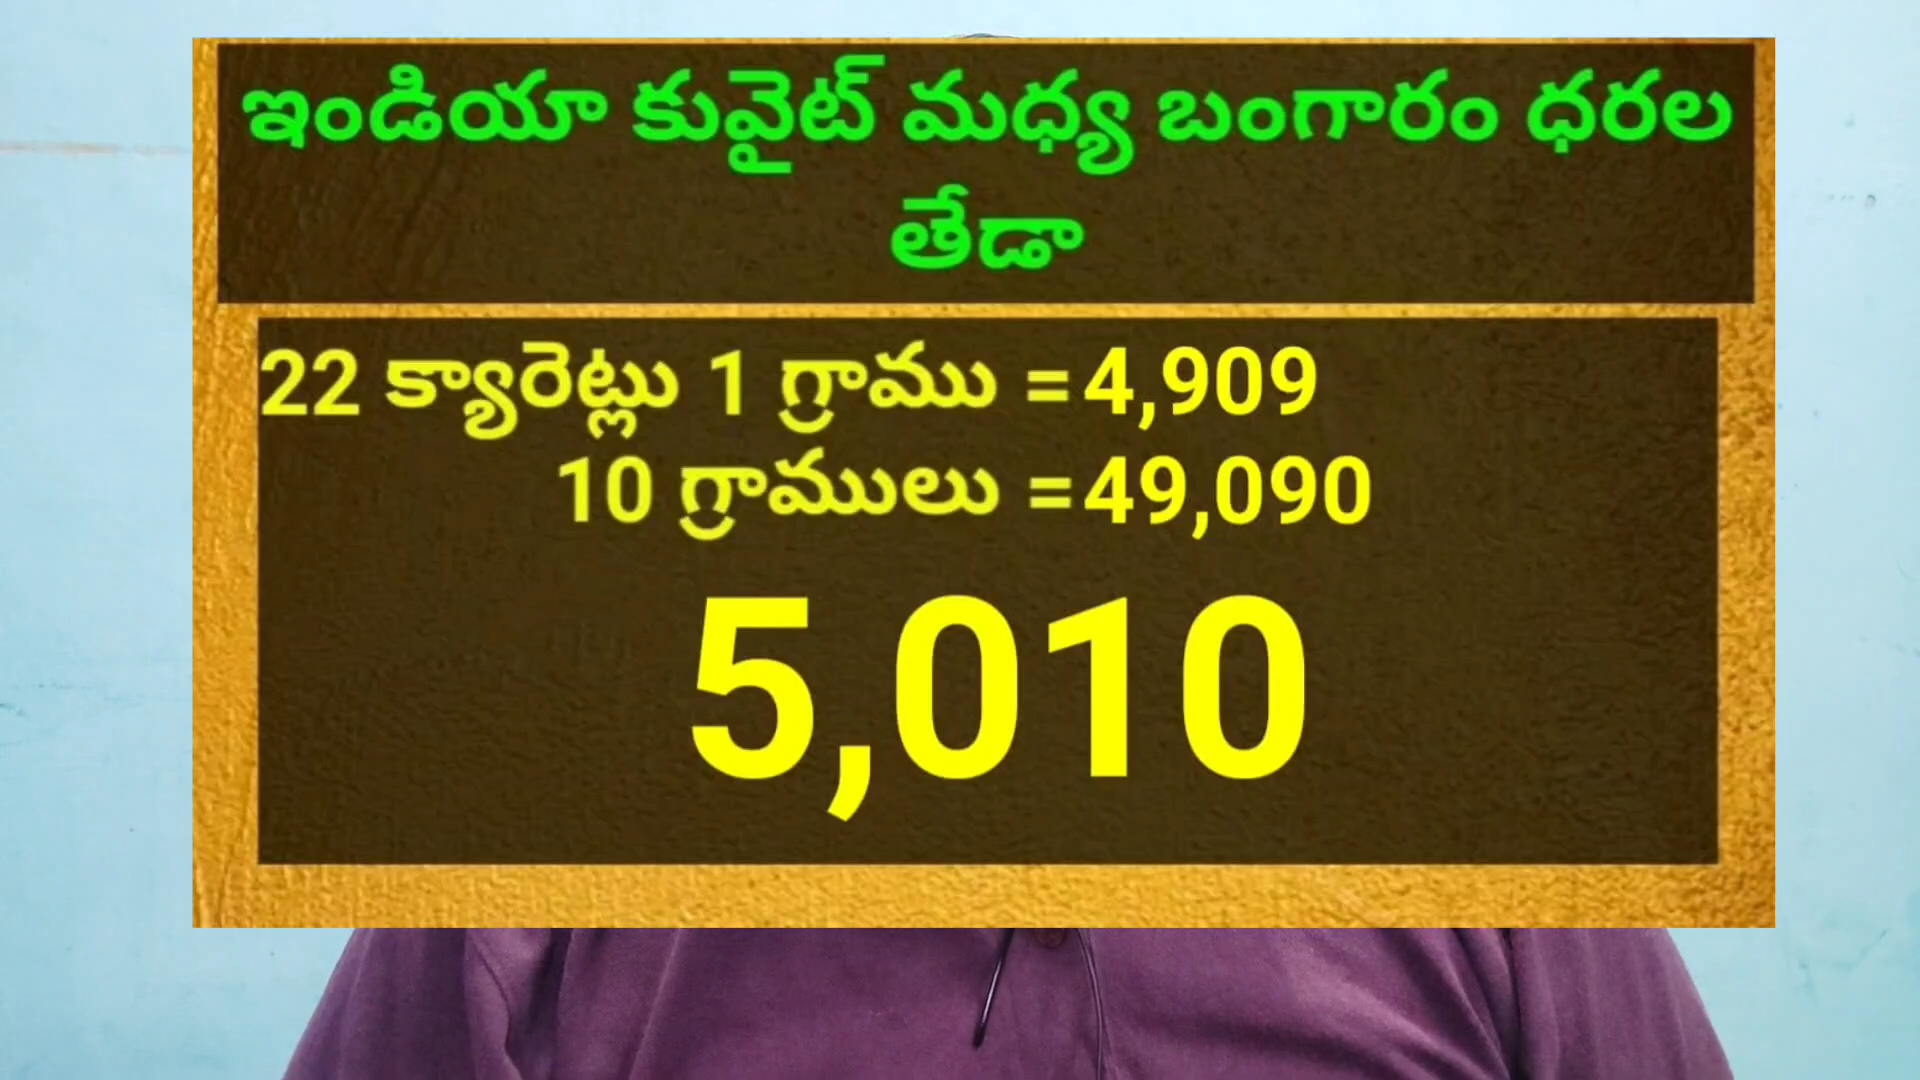 ఇండియా కువైట్ మధ్య బంగారం ధరల
తేడా
22 క్యారెట్లు 1 గ్రాము =4,909
10 గ్రాములు =49,090
5,010